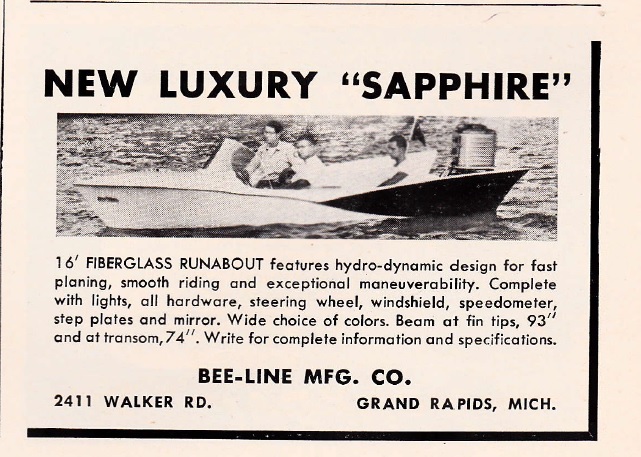 NEW LUXURY “SAPPHIRE”
16′ FIBERGLASS RUNABOUT features hydro-dynamic design for fast
planing, smooth riding and exceptional maneuverability. Complete
with lights, all hardware, steering wheel, windshield, speedometer,
step plates and mirror. Wide choice of colors. Beam at fin tips, 93″
and at transom, 74″. Write for complete information and specifications.
BEE-LINE MFG. CO.
2411 WALKER RD. GRAND RAPIDS, MICH.